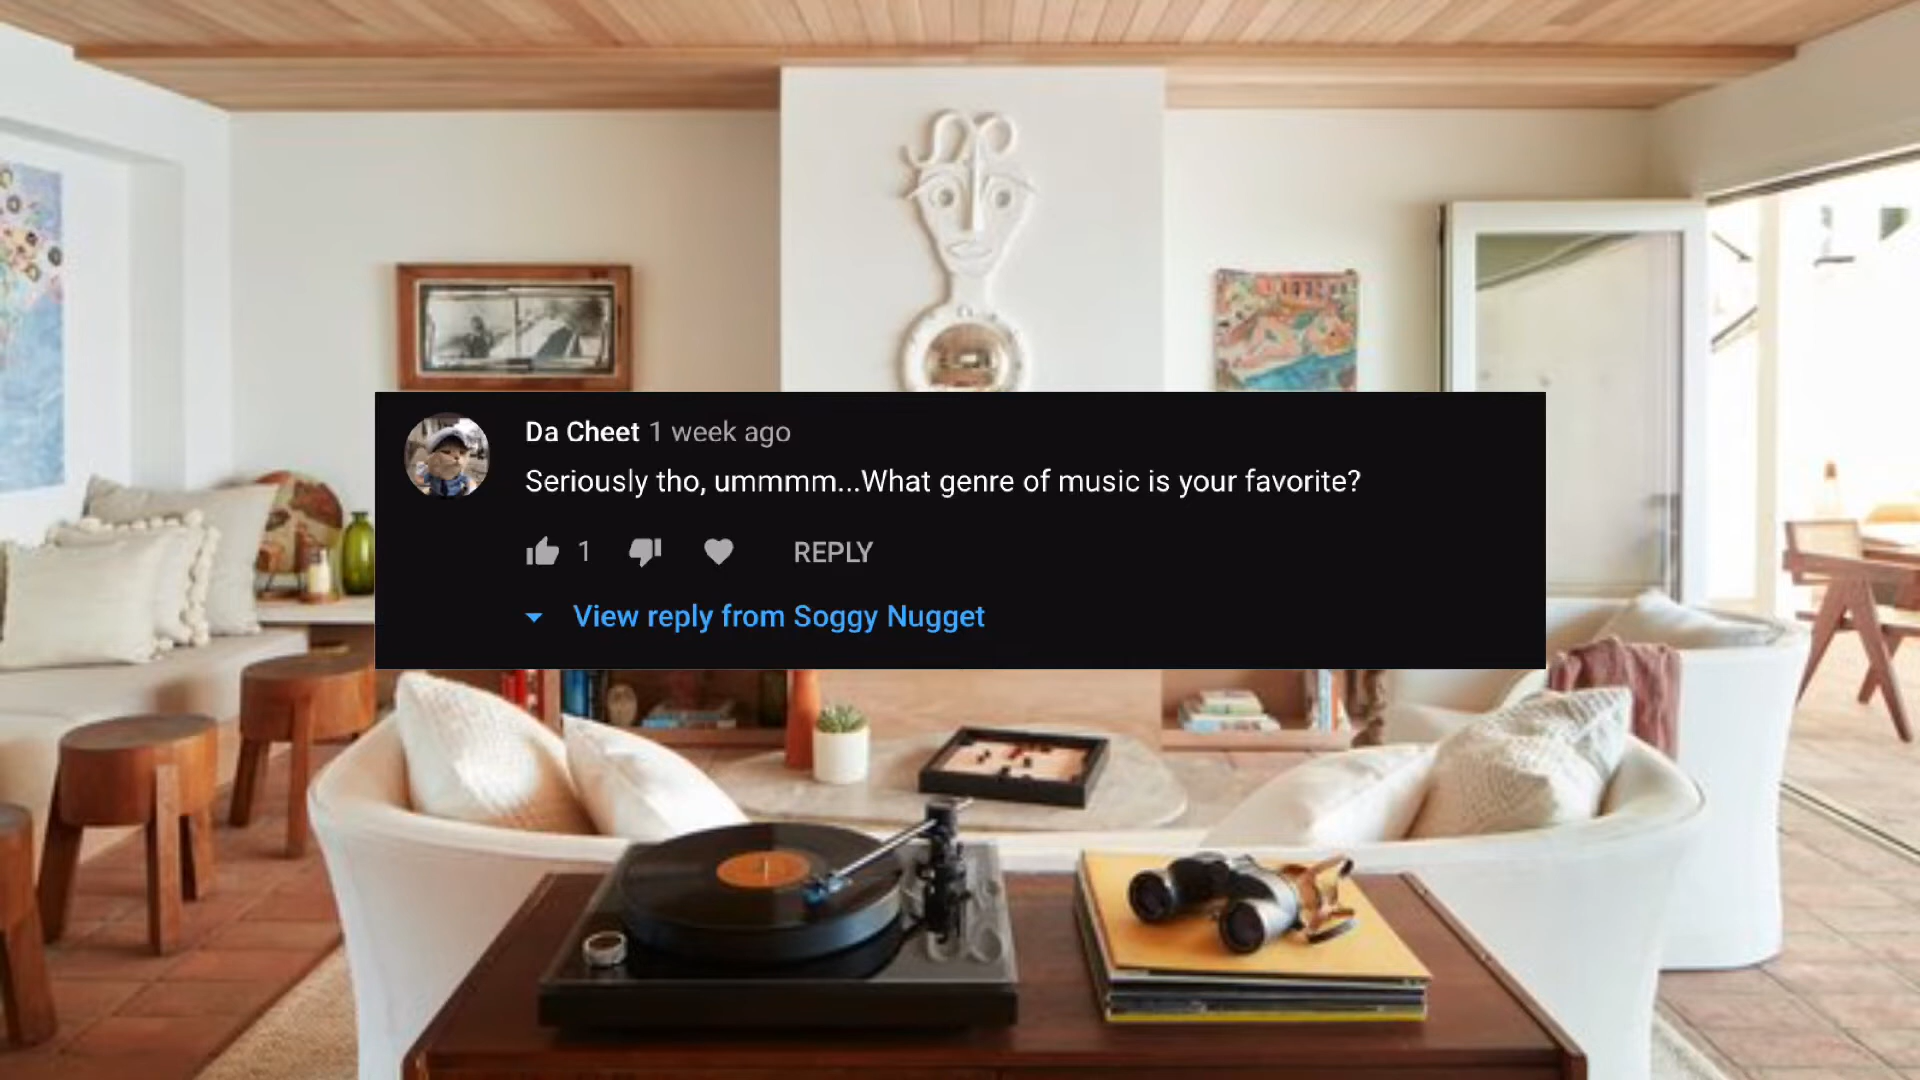 Da Cheet 1 week ago
Seriously tho, ummmm...What genre of music is your favorite?
1 REPLY
View reply from Soggy Nugget